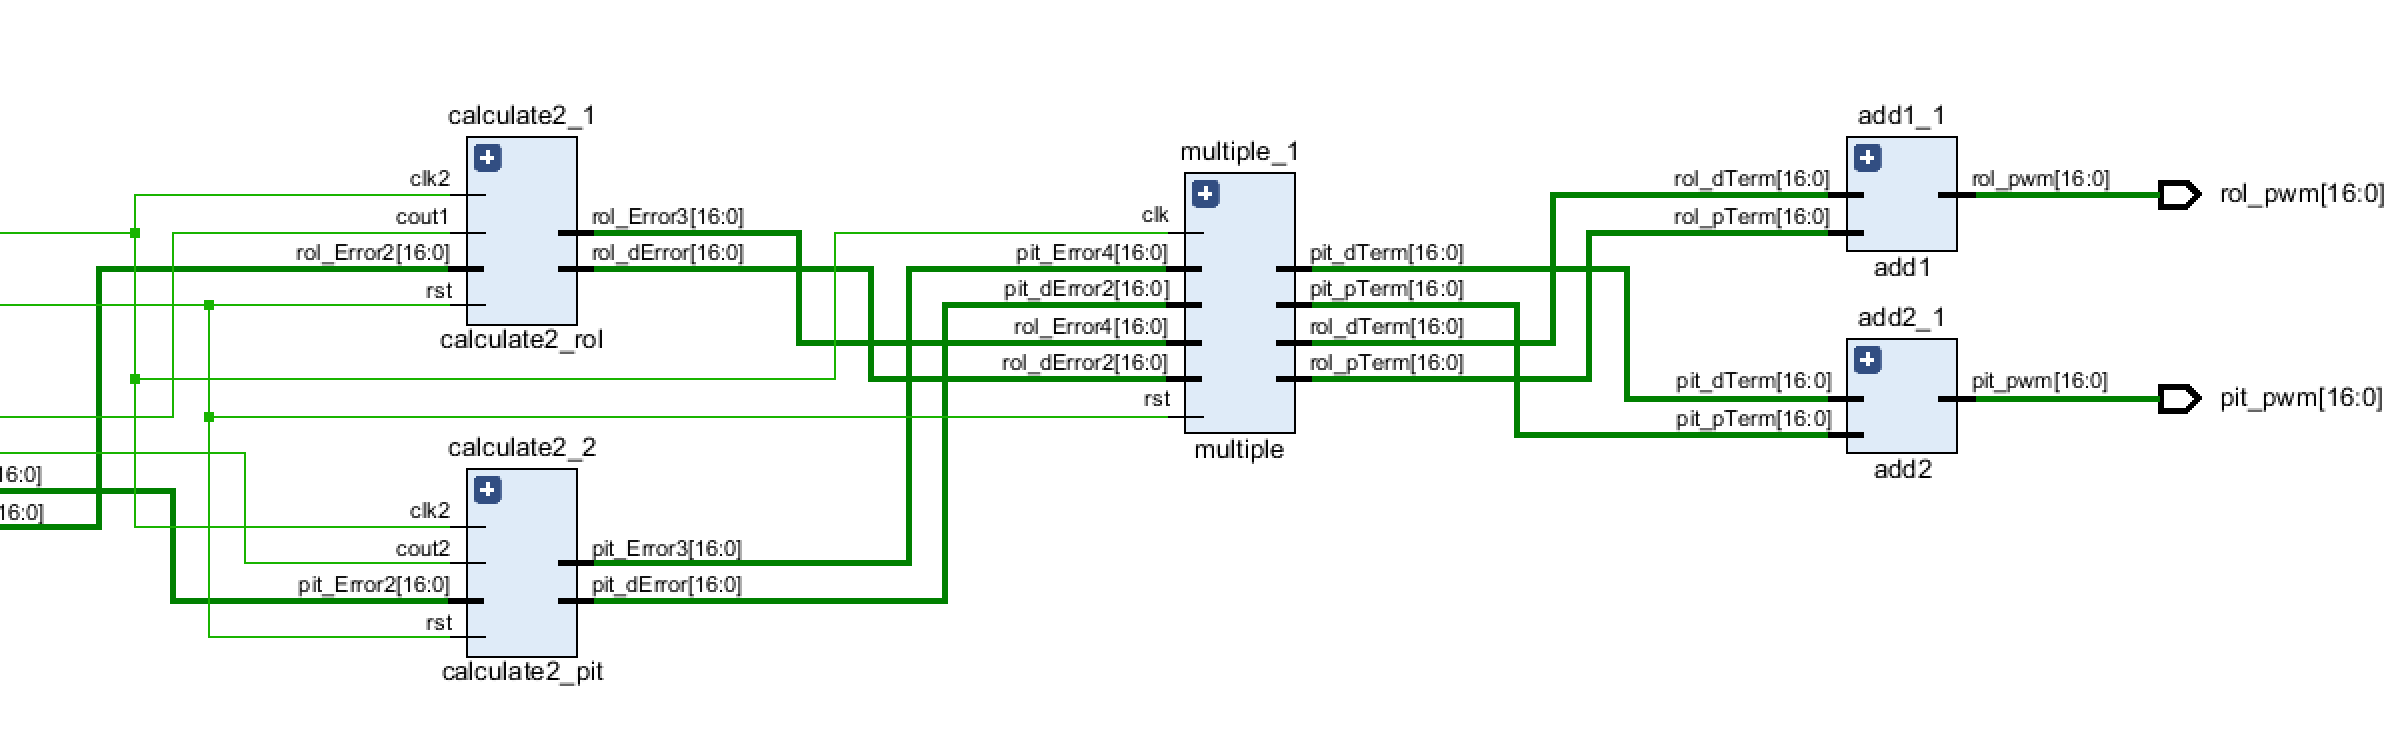 calculate2_1
clk2
cout1
rol_Error2[16:0]
rst
rol_Error3[16:0]
rol_dError[16:0]
calculate2_rol
16:0]
16:0]
calculate2_2
clk2
cout2
pit_Error2[16:0]
rst
pit_Error3[16:0]
pit_dError[16:0]
calculate2_pit
multiple_1
clk
pit_Error4[16:0]
pit_dError2[16:0]
rol_Error4[16:0]
rol_dError2[16:0]
rst
pit_dTerm[16:0]
pit_pTerm[16:0]
rol_dTerm[16:0]
rol_pTerm[16:0]
multiple
add1_1
rol_dTerm[16:0]
rol_pTerm[16:0]
rol_pwm[16:0]
add1
rol_pwm[16:0]
add2_1
pit_dTerm[16:0]
pit_pTerm[16:0]
pit_pwm[16:0]
add2
pit_pwm[16:0]